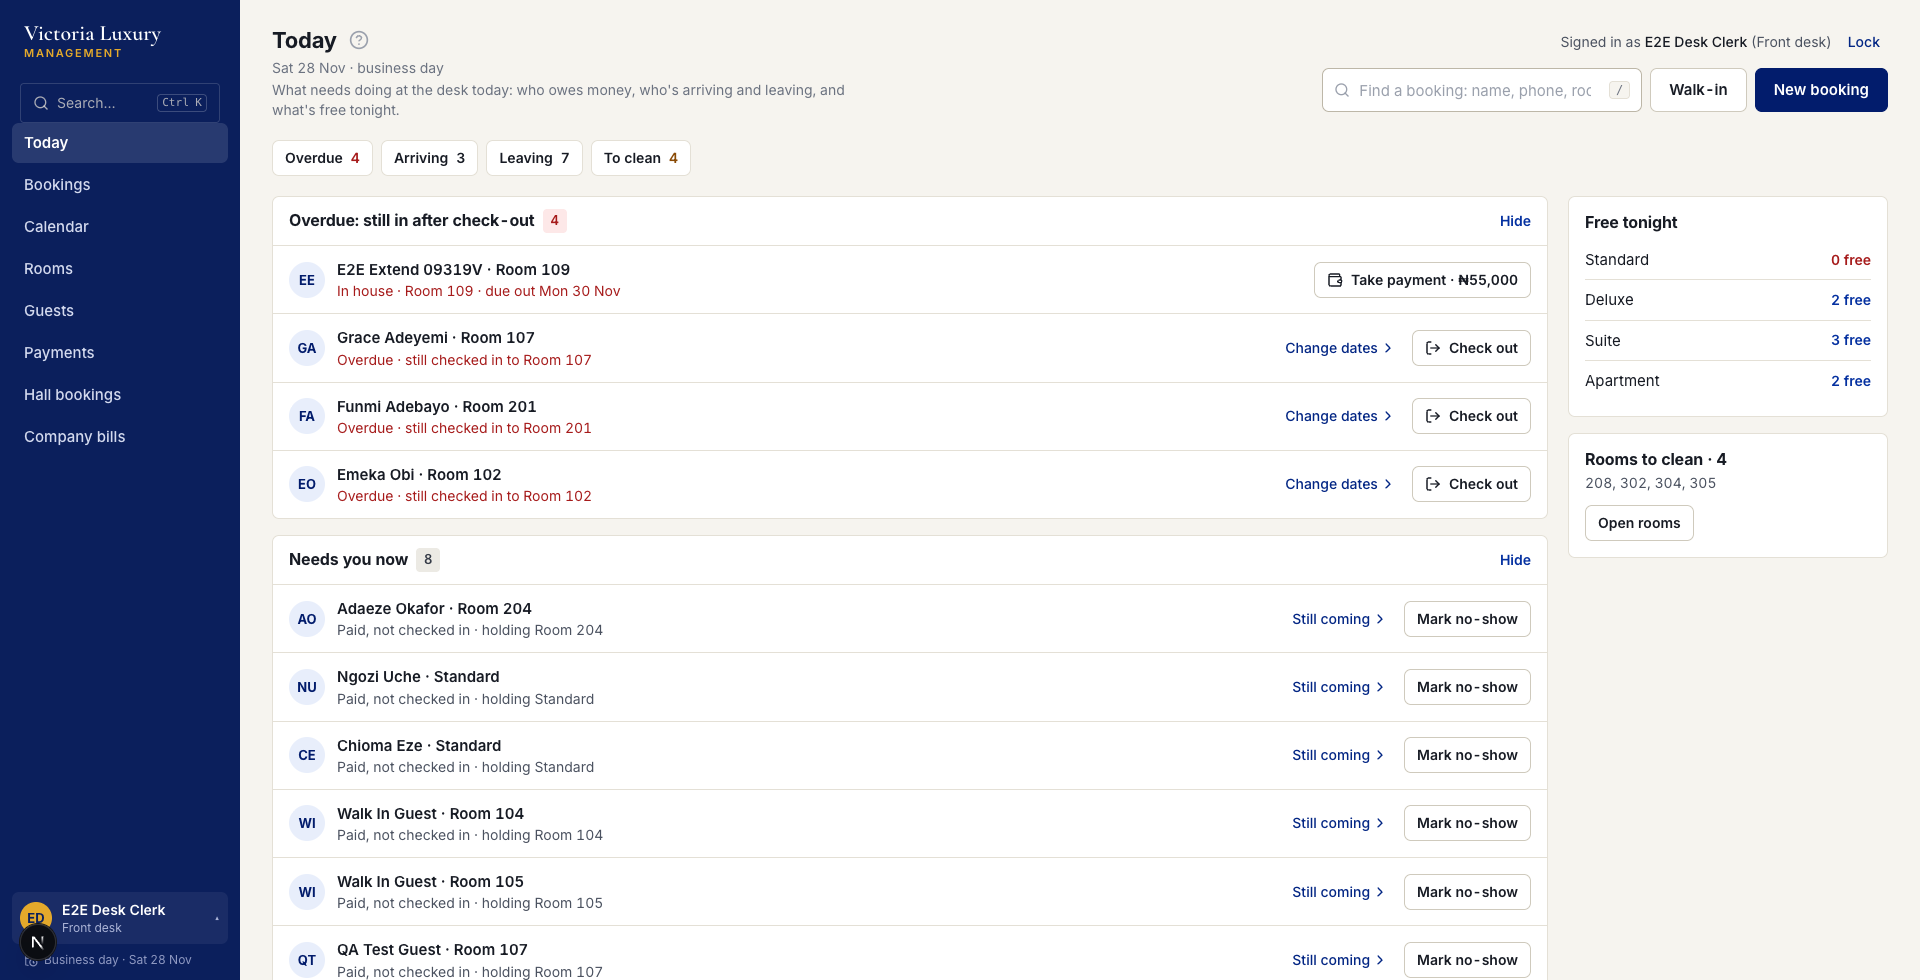 Victoria Luxury
MANAGEMENT
Search...
Ctrl K
Today
Bookings
Calendar
Rooms
Guests
Payments
Hall bookings
Company bills
ED
E2E Desk Clerk
Front desk
N
Business day · Sat 28 Nov
Today
?
Sat 28 Nov · business day
What needs doing at the desk today: who owes money, who's arriving and leaving, and
what's free tonight.
Signed in as E2E Desk Clerk (Front desk)
Lock
Find a booking: name, phone, roc
/
Walk-in
New booking
Overdue 4
Arriving 3
Leaving 7
To clean 4
Overdue: still in after check-out 4
Hide
EE
E2E Extend 09319V · Room 109
In house · Room 109 · due out Mon 30 Nov
Take payment · ₦55,000
GA
Grace Adeyemi · Room 107
Overdue · still checked in to Room 107
Change dates
Check out
FA
Funmi Adebayo · Room 201
Overdue · still checked in to Room 201
Change dates
Check out
EO
Emeka Obi · Room 102
Overdue · still checked in to Room 102
Change dates
Check out
Needs you now 8
Hide
AO
Adaeze Okafor · Room 204
Paid, not checked in · holding Room 204
Still coming
Mark no-show
NU
Ngozi Uche · Standard
Paid, not checked in · holding Standard
Still coming
Mark no-show
CE
Chioma Eze · Standard
Paid, not checked in · holding Standard
Still coming
Mark no-show
WI
Walk In Guest · Room 104
Paid, not checked in · holding Room 104
Still coming
Mark no-show
WI
Walk In Guest · Room 105
Paid, not checked in · holding Room 105
Still coming
Mark no-show
QT
QA Test Guest · Room 107
Paid, not checked in · holding Room 107
Still coming
Mark no-show
Free tonight
Standard 0 free
Deluxe 2 free
Suite 3 free
Apartment 2 free
Rooms to clean · 4
208, 302, 304, 305
Open rooms